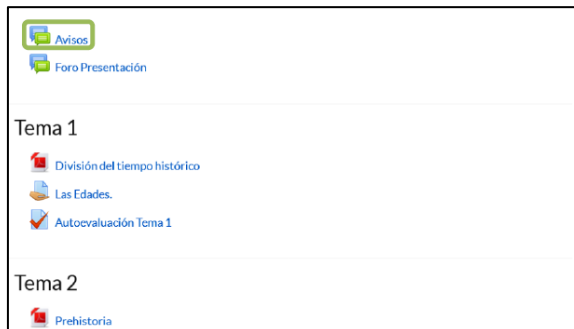 Avisos
Foro Presentación
Tema 1
División del tiempo histórico
Las Edades.
Autoevaluación Tema 1
Tema 2
Prehistoria